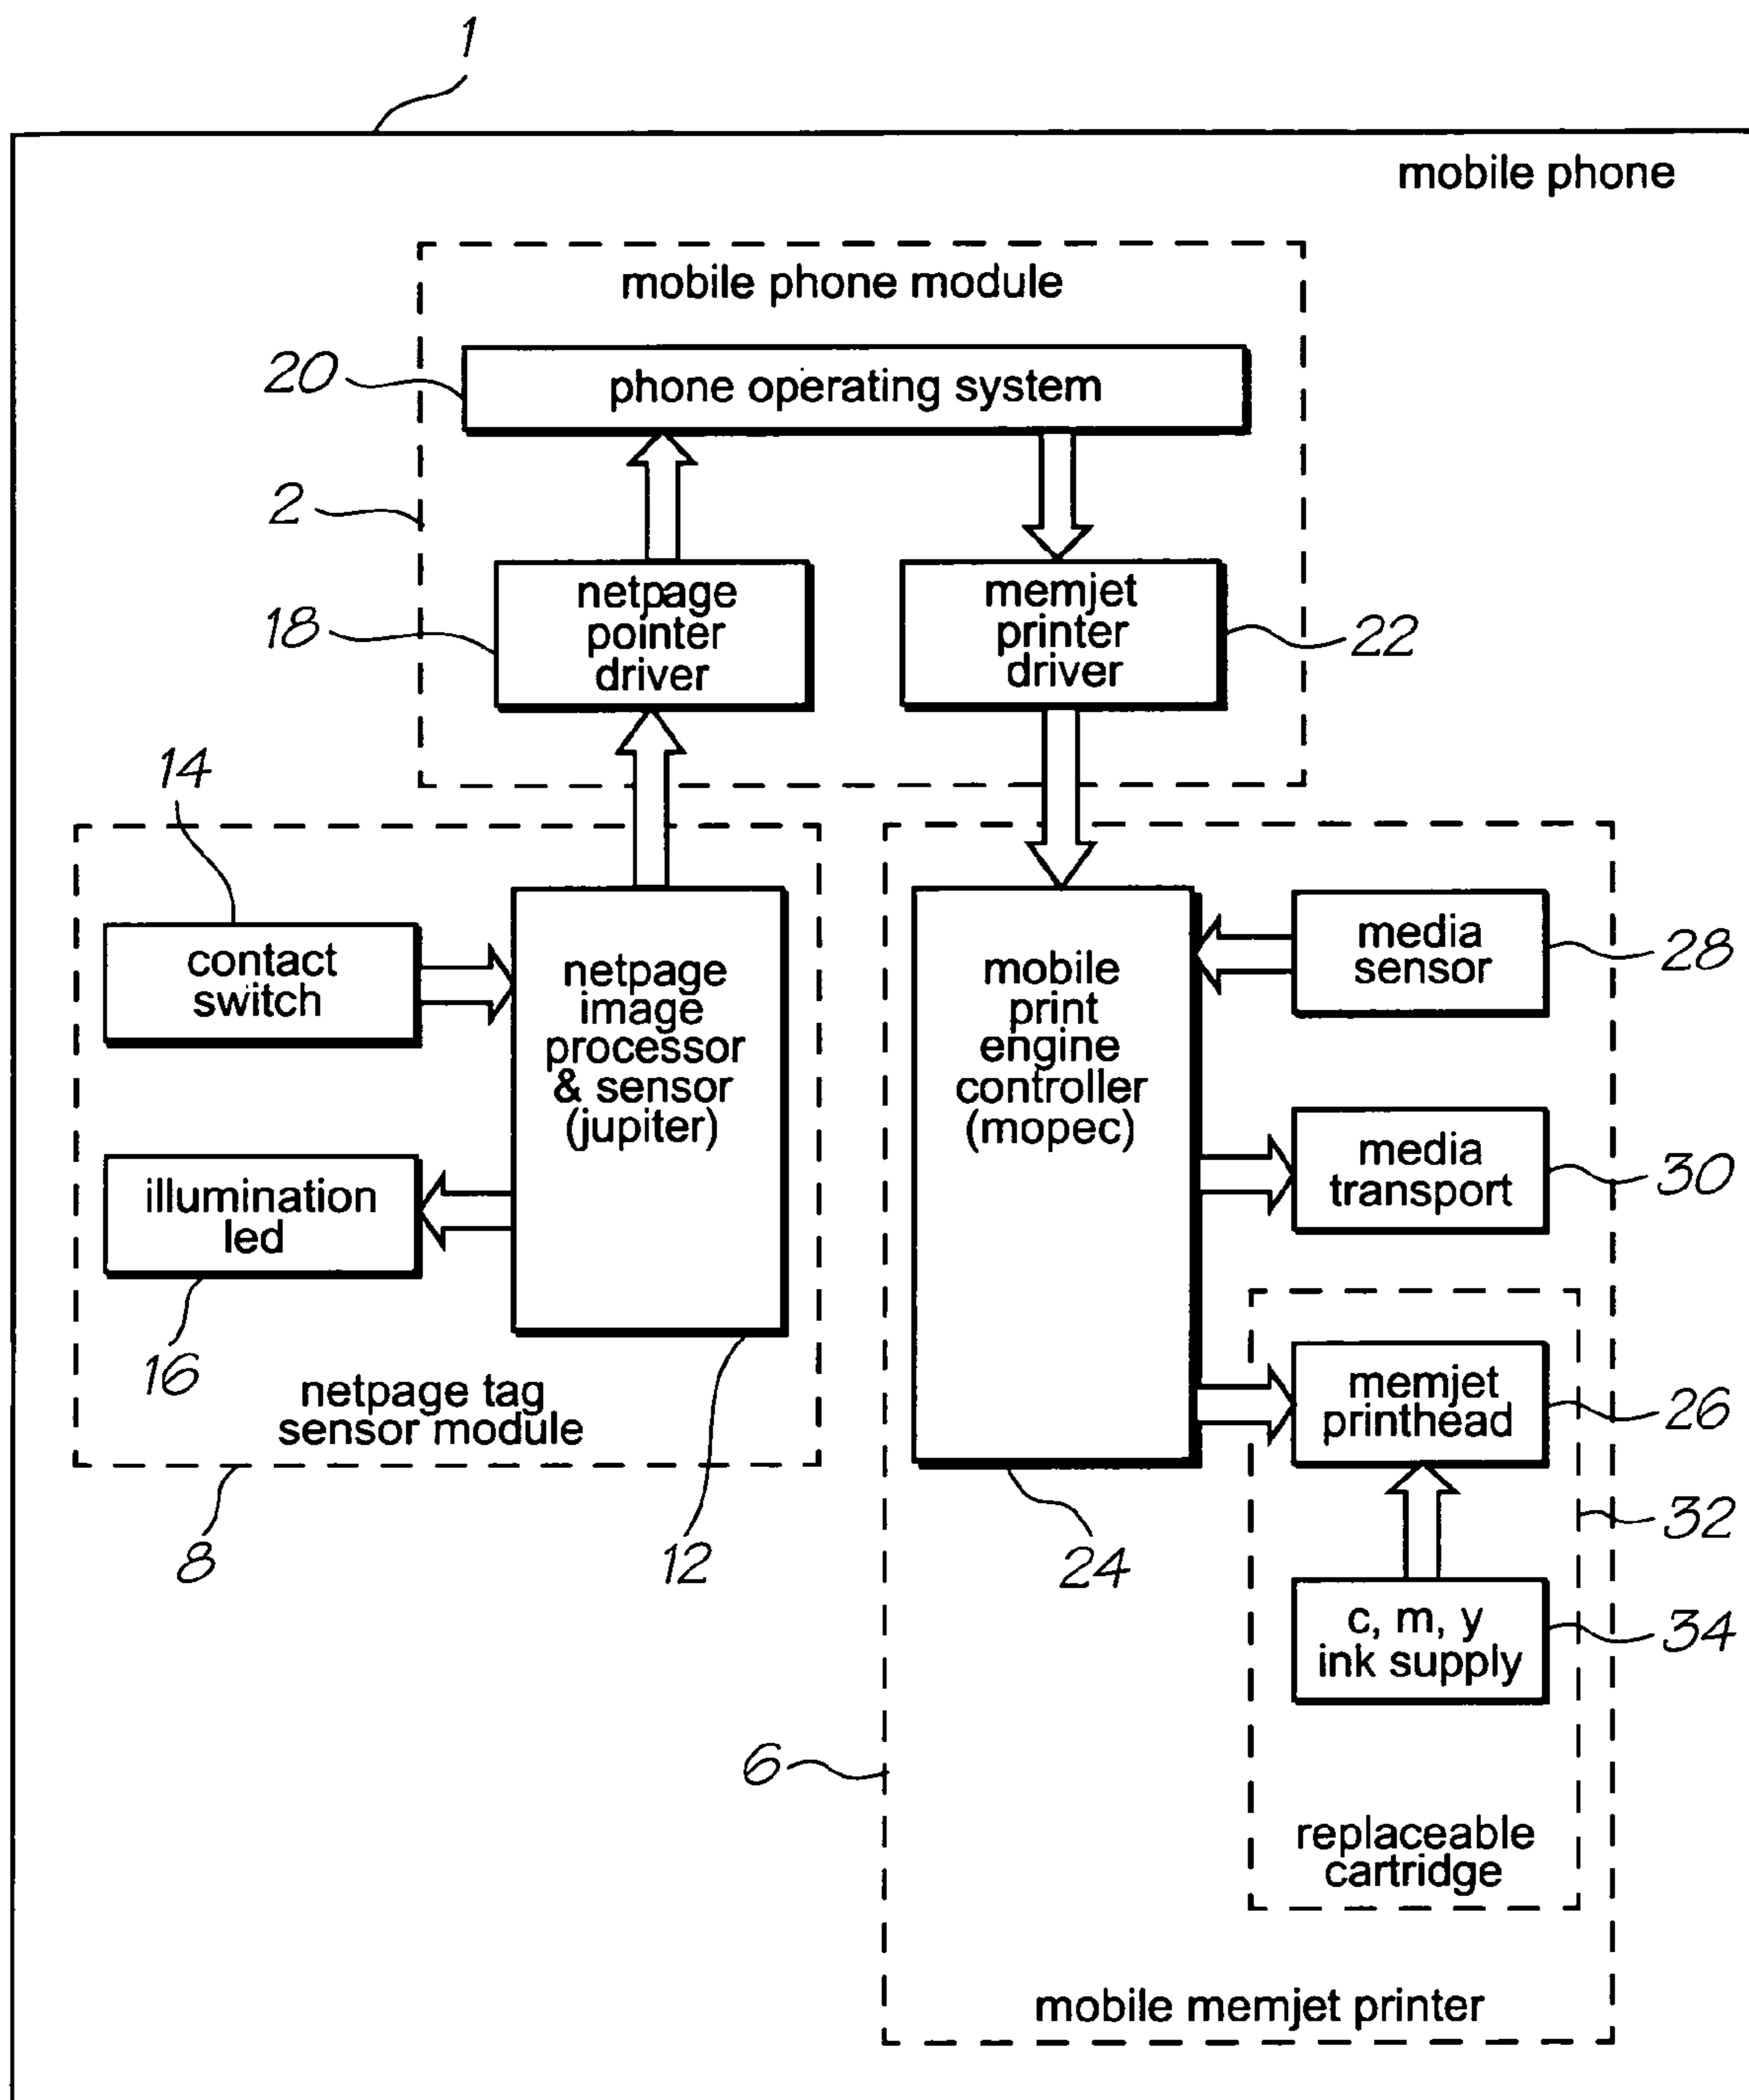 1
mobile phone
mobile phone module
20
phone operating system
2
netpage
pointer
driver
18
memjet
printer
driver
22
14
contact
switch
netpage
image
processor
& sensor
(jupiter)
illumination
led
16
netpage tag
sensor module
8
12
mobile
print
engine
controller
(mopec)
media
sensor
28
media
transport
30
memjet
printhead
26
32
24
c, m, y
ink supply
34
6
replaceable
cartridge
mobile memjet printer